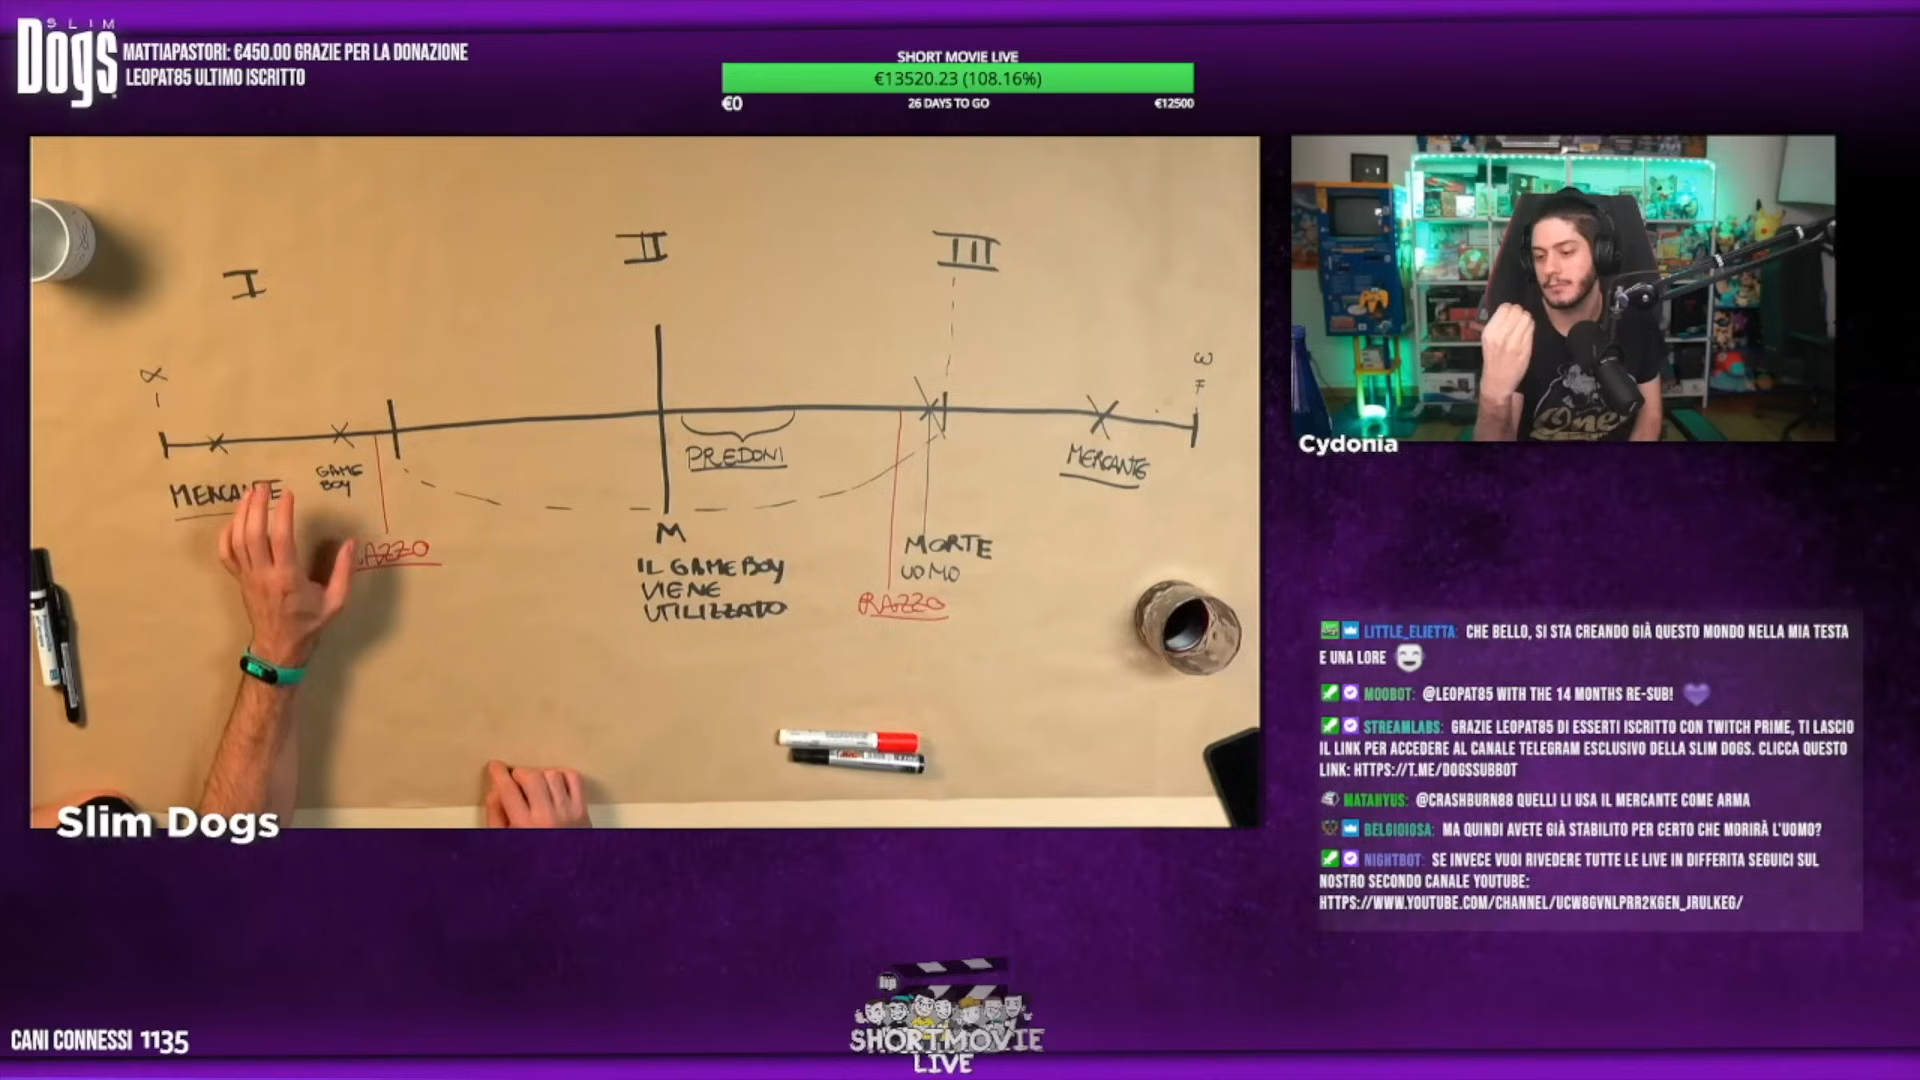 SLIM
Dogs
MATTIAPASTORI: €450.00 GRAZIE PER LA DONAZIONE
LEOPAT85 ULTIMO ISCRITTO
SHORT MOVIE LIVE
€13520.23 (108.16%)
€0
26 DAYS TO GO
€12500
I
II
III
α
ω
MERCANTE
GAME
BOY
RAZZO
M
IL GAMEBOY
VIENE
UTILIZZATO
PREDONI
MORTE
UOMO
RAZZO
MERCANTE
Slim Dogs
One
Cydonia
LITTLE_ELIETTA: CHE BELLO, SI STA CREANDO GIÀ QUESTO MONDO NELLA MIA TESTA
E UNA LORE
MOOBOT: @LEOPAT85 WITH THE 14 MONTHS RE-SUB!
STREAMLABS: GRAZIE LEOPAT85 DI ESSERTI ISCRITTO CON TWITCH PRIME, TI LASCIO
IL LINK PER ACCEDERE AL CANALE TELEGRAM ESCLUSIVO DELLA SLIM DOGS. CLICCA QUESTO
LINK: HTTPS://T.ME/DOGSSUBBOT
MATAHYUS: @CRASHBURN88 QUELLI LI USA IL MERCANTE COME ARMA
BELGIOIOSA: MA QUINDI AVETE GIÀ STABILITO PER CERTO CHE MORIRÀ L'UOMO?
NIGHTBOT: SE INVECE VUOI RIVEDERE TUTTE LE LIVE IN DIFFERITA SEGUICI SUL
NOSTRO SECONDO CANALE YOUTUBE:
HTTPS://WWW.YOUTUBE.COM/CHANNEL/UCW8GVNLPRR2KGEN_JRULKEG/
SHORTMOVIE
LIVE
CANI CONNESSI 1135